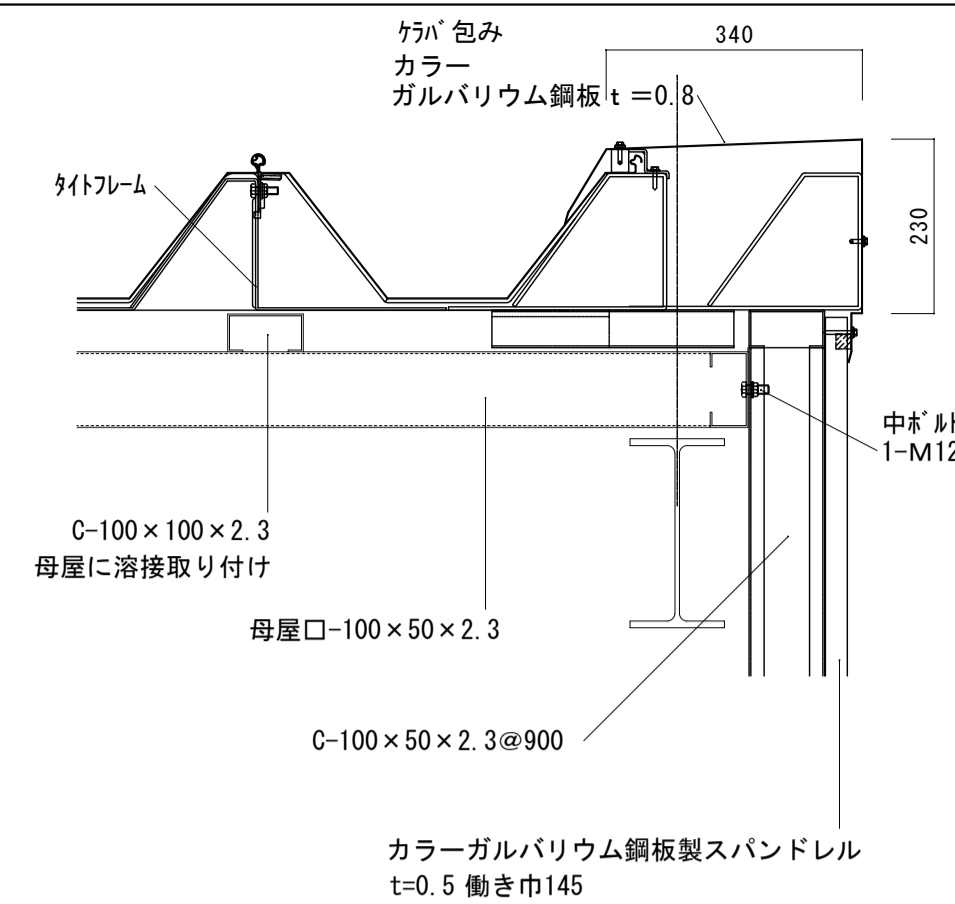 ケラバ包み
340
カラー
ガルバリウム鋼板 t =0.8
タイトフレーム
230
中ボルト
1-M12
C-100×100×2.3
母屋に溶接取り付け
母屋口-100×50×2.3
C-100×50×2.3@900
カラーガルバリウム鋼板製スパンドレル
t=0.5 働き巾145